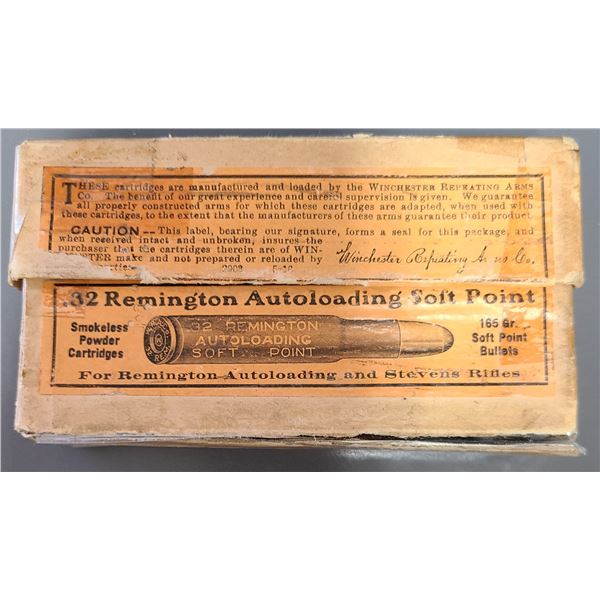 THESE cartridges are manufactured and loaded by the WINCHESTER REPEATING ARMS
CO. The benefit of our great experience and careful supervision is given. We guarantee
all properly constructed arms for which these cartridges are adapted, when used with
these cartridges, to the extent that the manufacturers of these arms guarantee their product.
CAUTION -- This label, bearing our signature, forms a seal for this package, and
when received intact and unbroken, insures the
purchaser that the cartridges therein are of WIN-
STER make and not prepared or reloaded by
Winchester Repeating Arms Co.
.32 Remington Autoloading Soft Point
Smokeless
Powder
Cartridges
.32 REMINGTON
AUTOLOADING
SOFT POINT
165 Gr.
Soft Point
Bullets
For Remington Autoloading and Stevens Rifles